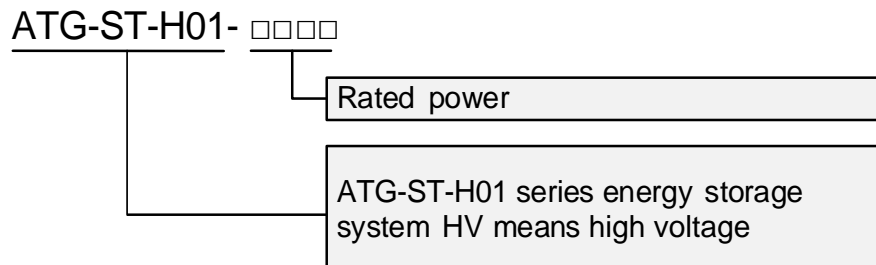 ATG-ST-H01- □□□□
Rated power
ATG-ST-H01 series energy storage
system HV means high voltage